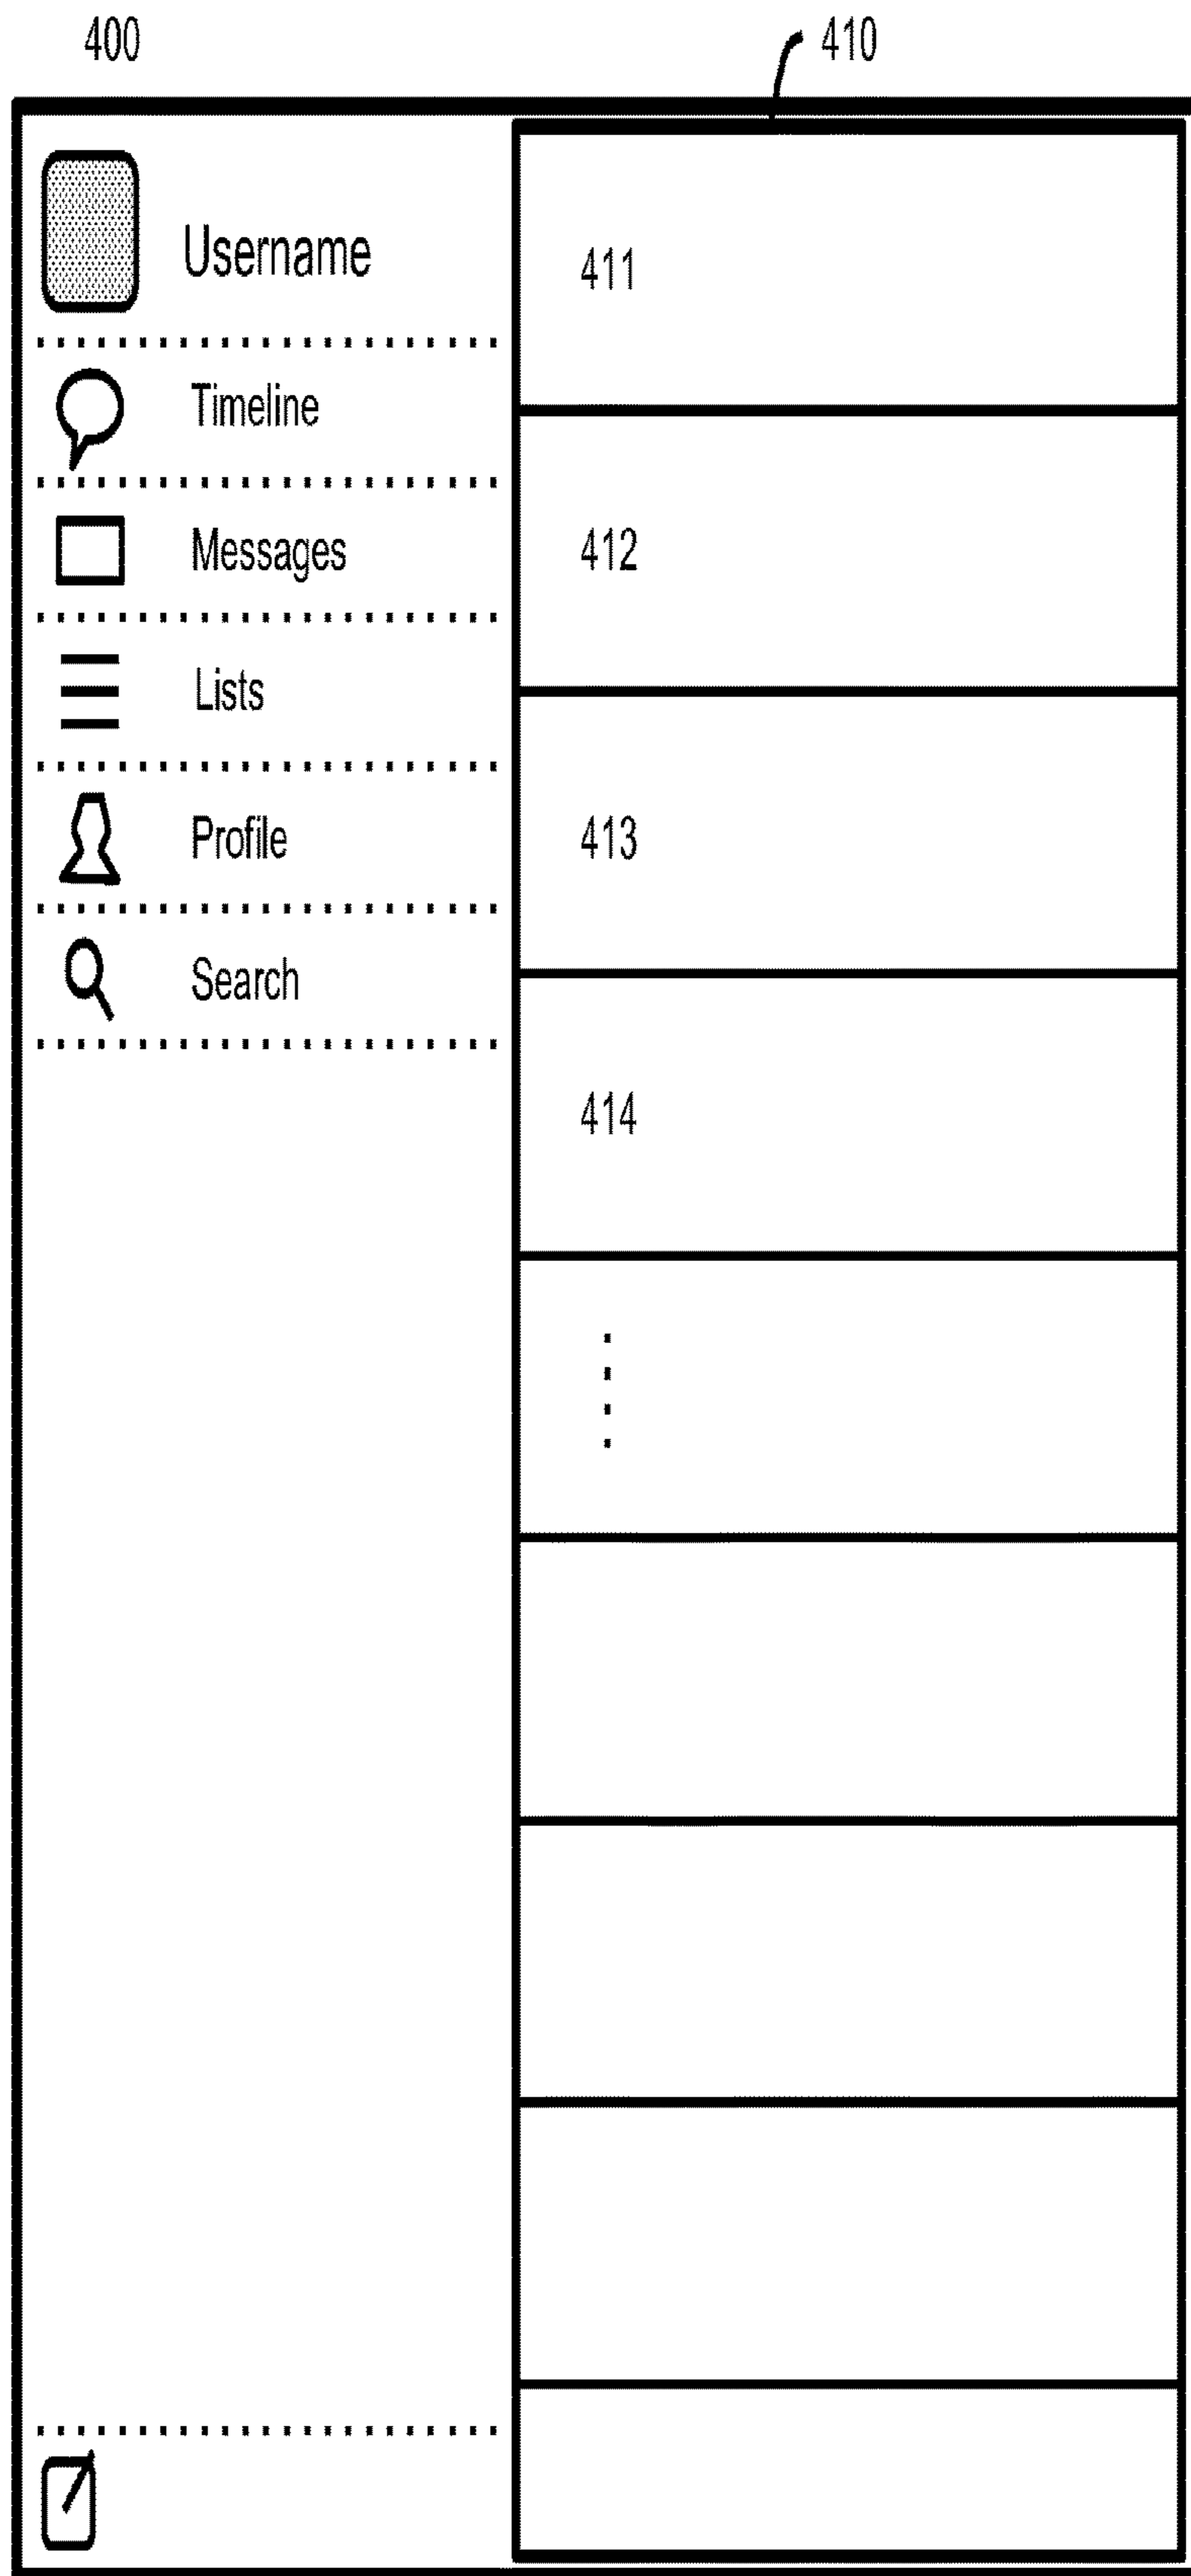 400
410
Username
Timeline
Messages
Lists
Profile
Search
411
412
413
414